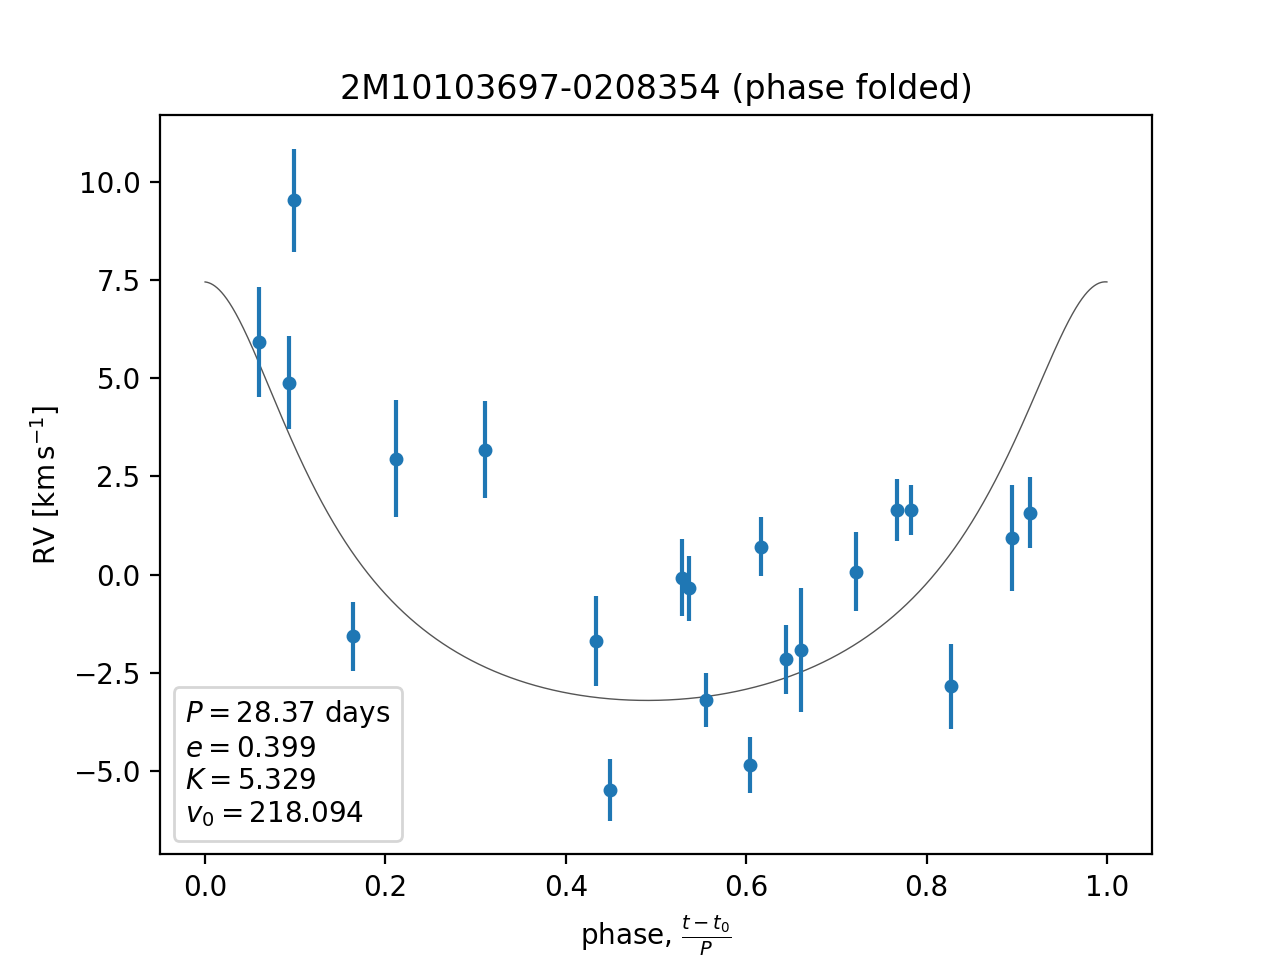 2M10103697-0208354 (phase folded)
10.0
7.5
5.0
2.5
0.0
−2.5
−5.0
RV [km s⁻¹]
P = 28.37 days
e = 0.399
K = 5.329
v₀ = 218.094
0.0 0.2 0.4 0.6 0.8 1.0
phase, (t − t₀)/P